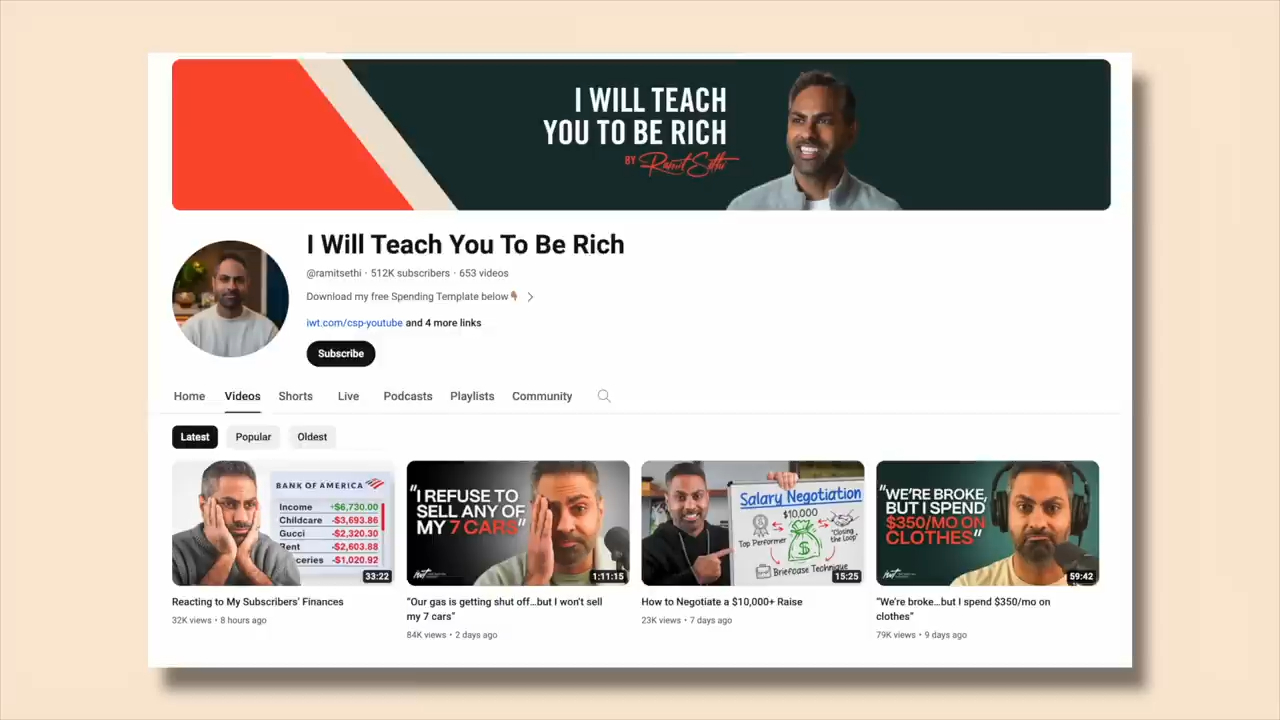 I WILL TEACH
YOU TO BE RICH
BY Ramit Sethi
I Will Teach You To Be Rich
@ramitsethi · 512K subscribers · 653 videos
Download my free Spending Template below
iwt.com/csp-youtube and 4 more links
Subscribe
Home Videos Shorts Live Podcasts Playlists Community
Latest Popular Oldest
BANK OF AMERICA
Income +$6,730.00
Childcare -$3,693.86
Gucci -$2,320.30
Rent -$2,603.88
ceries -$1,020.92
33:22
"I REFUSE TO
SELL ANY OF
MY 7 CARS"
1:11:15
Salary Negotiation
$10,000
Top Performer
"Closing
the Loop"
$
Briefcase Technique
15:25
"WE'RE BROKE,
BUT I SPEND
$350/MO ON
CLOTHES"
59:42
Reacting to My Subscribers' Finances
32K views · 8 hours ago
"Our gas is getting shut off...but I won't sell
my 7 cars"
84K views · 2 days ago
How to Negotiate a $10,000+ Raise
23K views · 7 days ago
"We're broke...but I spend $350/mo on
clothes"
79K views · 9 days ago